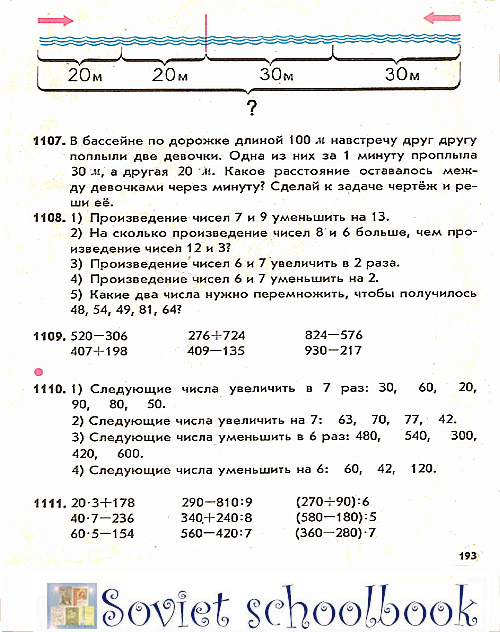 20м 20м 30м 30м
?
1107. В бассейне по дорожке длиной 100 м навстречу друг другу
поплыли две девочки. Одна из них за 1 минуту проплыла
30 м, а другая 20 м. Какое расстояние оставалось меж-
ду девочками через минуту? Сделай к задаче чертёж и ре-
ши её.
1108. 1) Произведение чисел 7 и 9 уменьшить на 13.
2) На сколько произведение чисел 8 и 6 больше, чем про-
изведение чисел 12 и 3?
3) Произведение чисел 6 и 7 увеличить в 2 раза.
4) Произведение чисел 6 и 7 уменьшить на 2.
5) Какие два числа нужно перемножить, чтобы получилось
48, 54, 49, 81, 64?
1109. 520—306 276+724 824—576
407+198 409—135 930—217
1110. 1) Следующие числа увеличить в 7 раз: 30, 60, 20,
90, 80, 50.
2) Следующие числа увеличить на 7: 63, 70, 77, 42.
3) Следующие числа уменьшить в 6 раз: 480, 540, 300,
420, 600.
4) Следующие числа уменьшить на 6: 60, 42, 120.
1111. 20·3+178 290—810:9 (270+90):6
40·7—236 340+240:8 (580—180):5
60·5—154 560—420:7 (360—280)·7
193
Soviet schoolbook